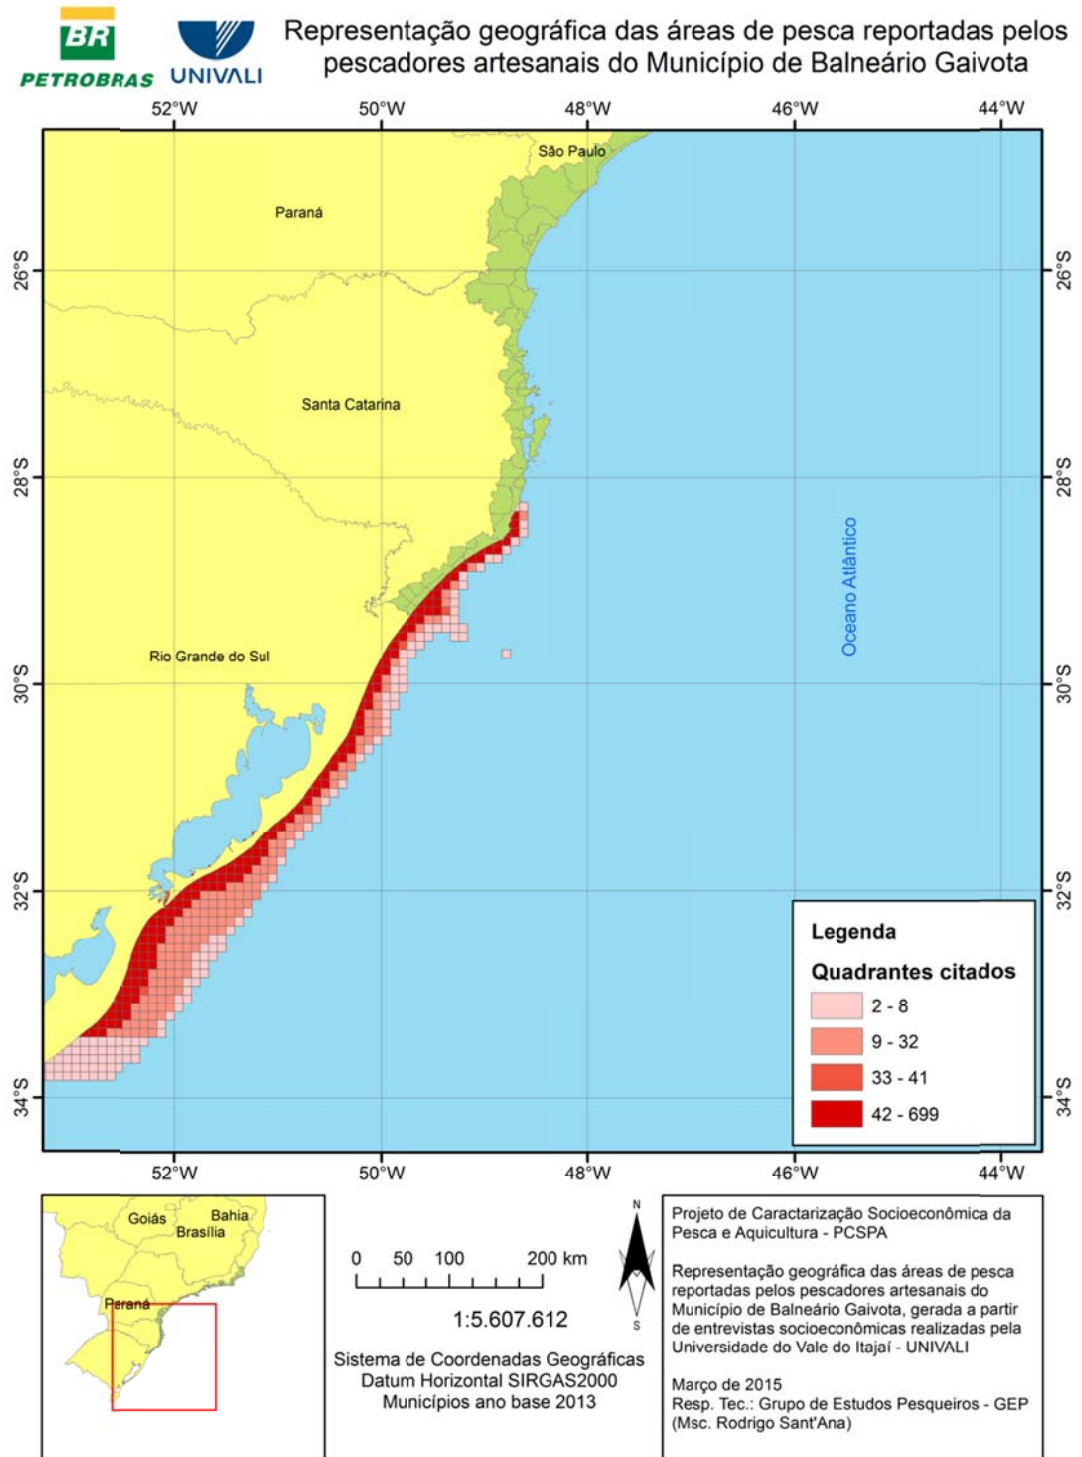 BR
PETROBRAS
UNIVALI
Representação geográfica das áreas de pesca reportadas pelos
pescadores artesanais do Município de Balneário Gaivota
52°W 50°W 48°W 46°W 44°W
São Paulo
Paraná
26°S 26°S
Santa Catarina
28°S 28°S
Oceano Atlântico
Rio Grande do Sul
30°S 30°S
32°S 32°S
Legenda
Quadrantes citados
2 - 8
9 - 32
33 - 41
42 - 699
34°S 34°S
52°W 50°W 48°W 46°W 44°W
Goiás
Bahia
Brasília
Paraná
0 50 100 200 km
1:5.607.612
N
S
Sistema de Coordenadas Geográficas
Datum Horizontal SIRGAS2000
Municípios ano base 2013
Projeto de Caractarização Socioeconômica da
Pesca e Aquicultura - PCSPA
Representação geográfica das áreas de pesca
reportadas pelos pescadores artesanais do
Município de Balneário Gaivota, gerada a partir
de entrevistas socioeconômicas realizadas pela
Universidade do Vale do Itajaí - UNIVALI
Março de 2015
Resp. Tec.: Grupo de Estudos Pesqueiros - GEP
(Msc. Rodrigo Sant'Ana)